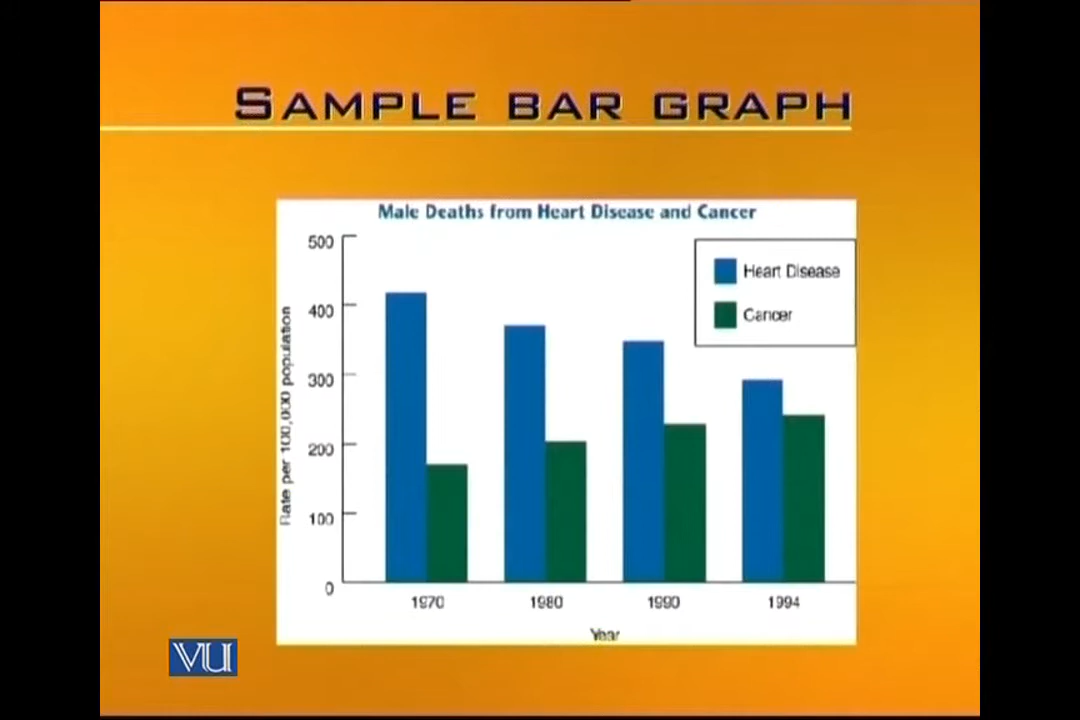 SAMPLE BAR GRAPH
Male Deaths from Heart Disease and Cancer
500
400
300
200
100
0
Rate per 100,000 population
Heart Disease
Cancer
1970
1980
1990
1994
Year
VU